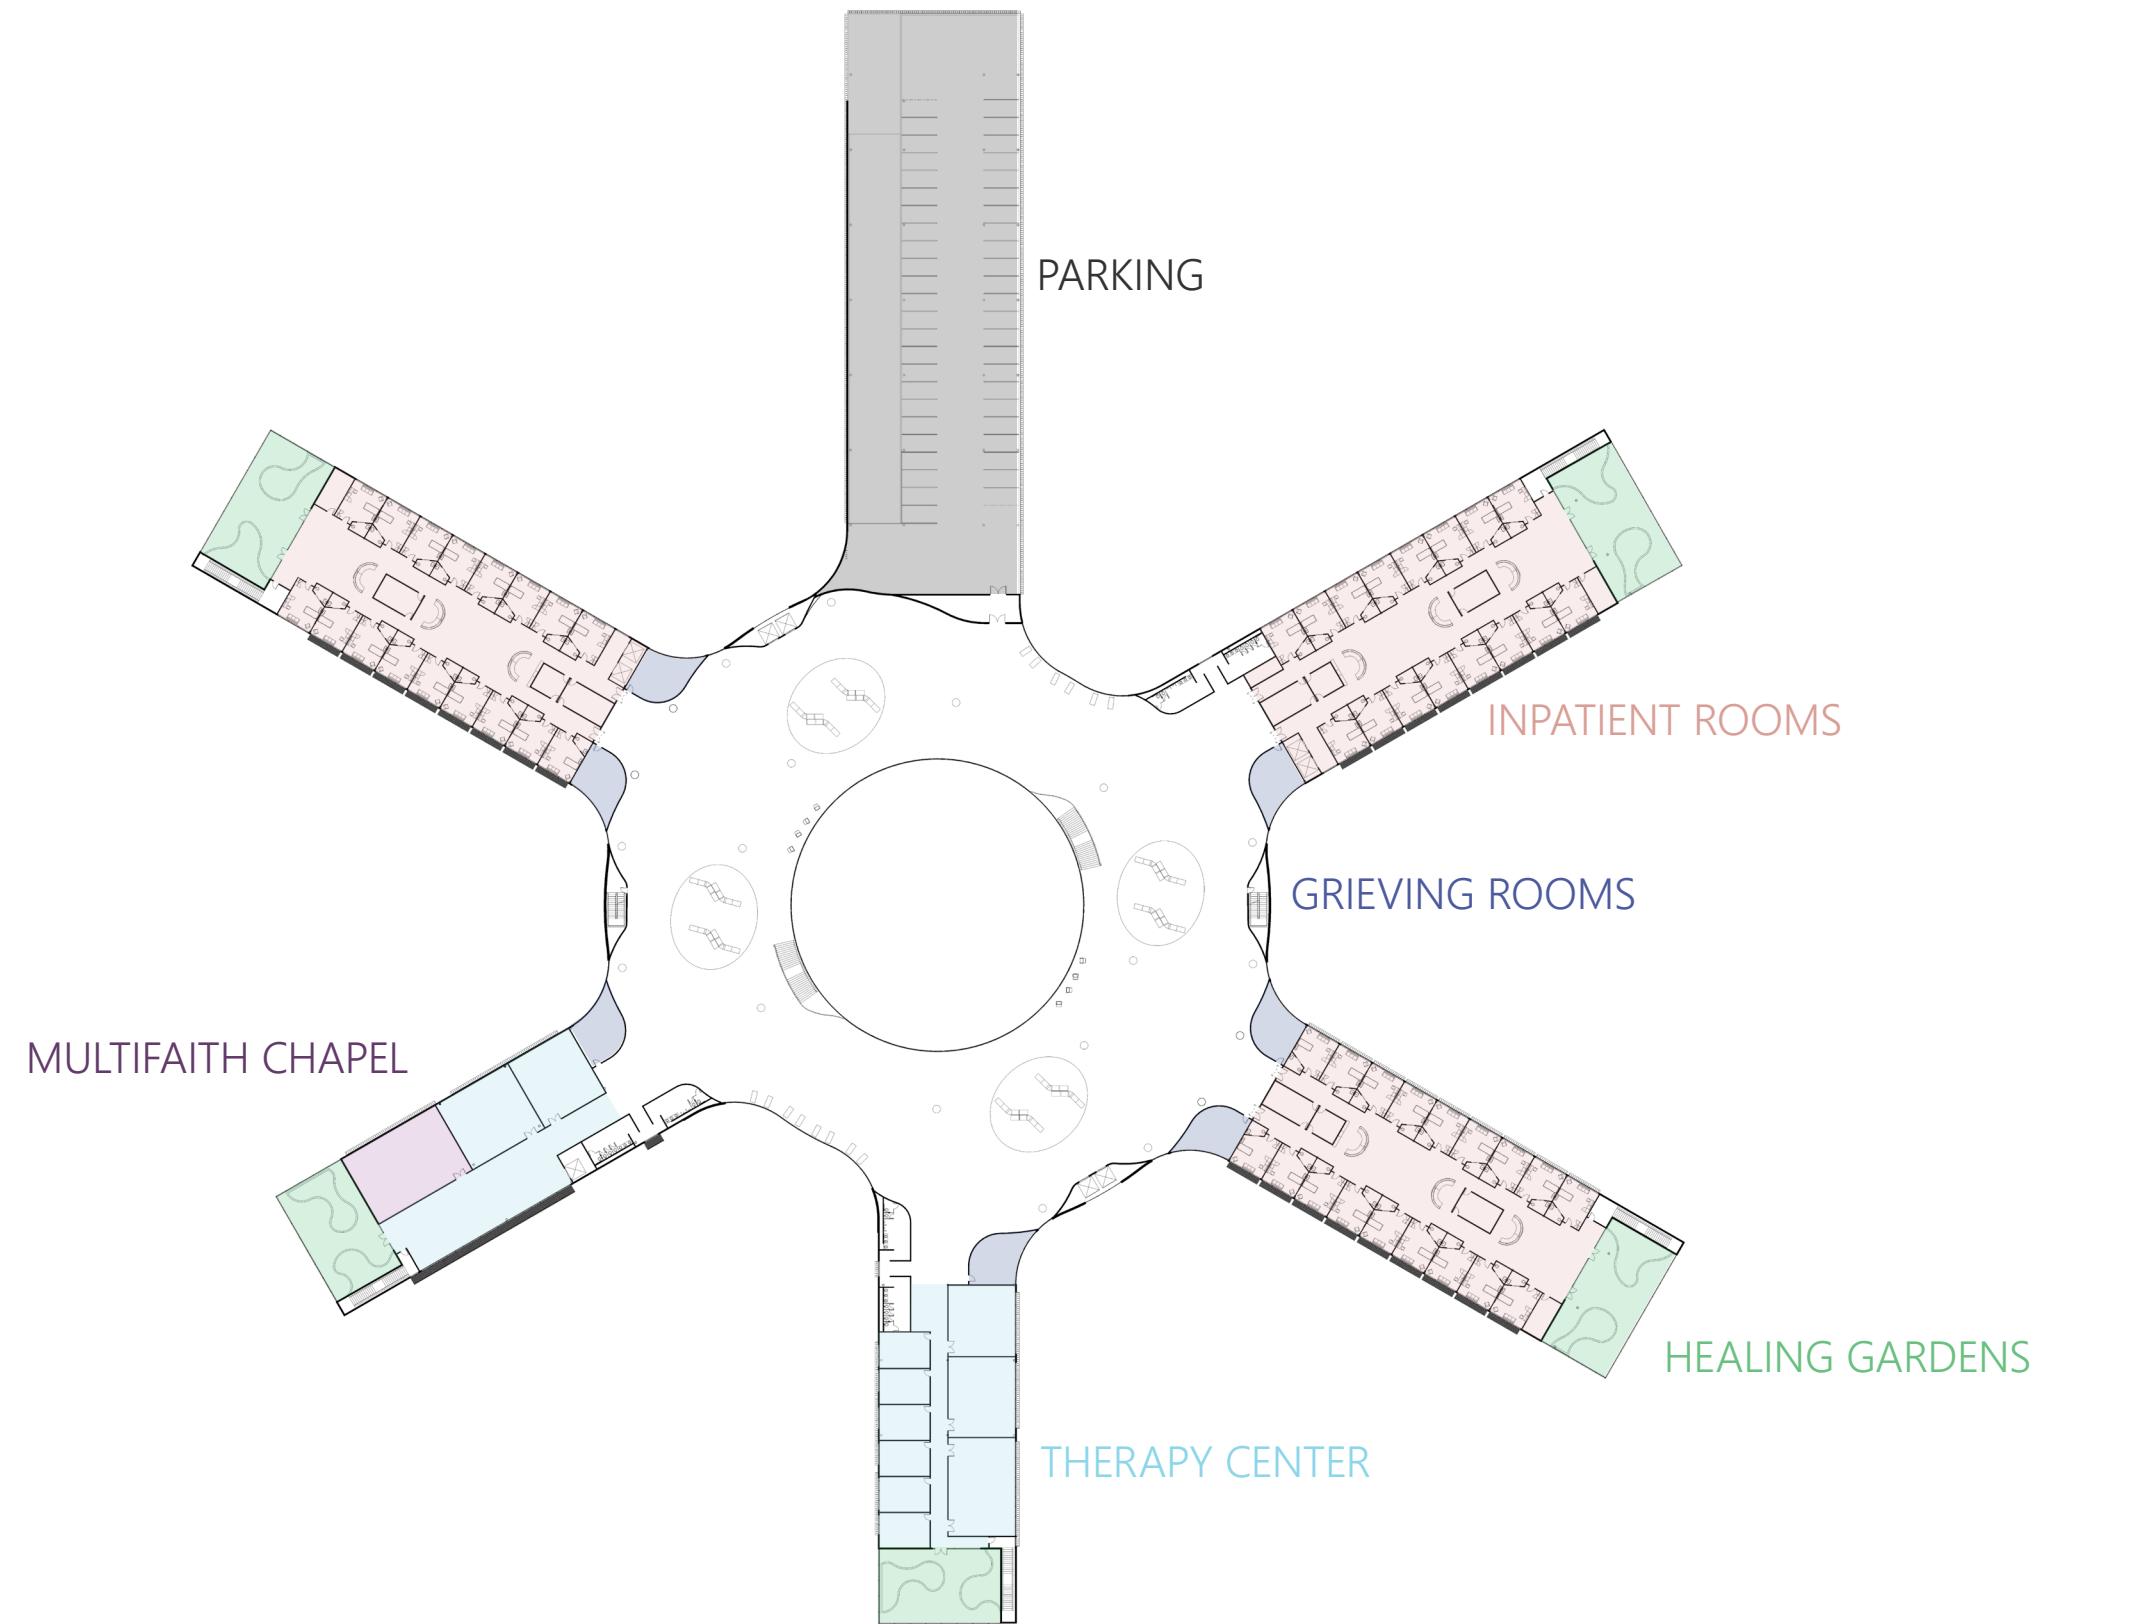 PARKING
INPATIENT ROOMS
GRIEVING ROOMS
MULTIFAITH CHAPEL
HEALING GARDENS
THERAPY CENTER